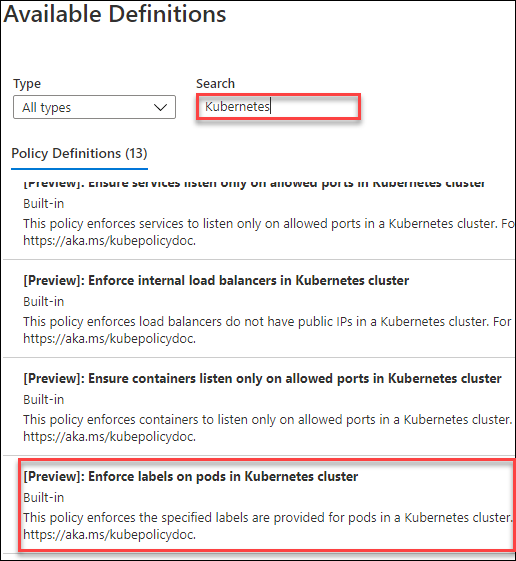 Available Definitions
Type
Search
All types
Kubernetes
Policy Definitions (13)
[Preview]: Ensure services listen only on allowed ports in Kubernetes cluster
Built-in
This policy enforces services to listen only on allowed ports in a Kubernetes cluster. Fo
https://aka.ms/kubepolicydoc.
[Preview]: Enforce internal load balancers in Kubernetes cluster
Built-in
This policy enforces load balancers do not have public IPs in a Kubernetes cluster. For
https://aka.ms/kubepolicydoc.
[Preview]: Ensure containers listen only on allowed ports in Kubernetes cluster
Built-in
This policy enforces containers to listen only on allowed ports in a Kubernetes cluster.
https://aka.ms/kubepolicydoc.
[Preview]: Enforce labels on pods in Kubernetes cluster
Built-in
This policy enforces the specified labels are provided for pods in a Kubernetes cluster.
https://aka.ms/kubepolicydoc.